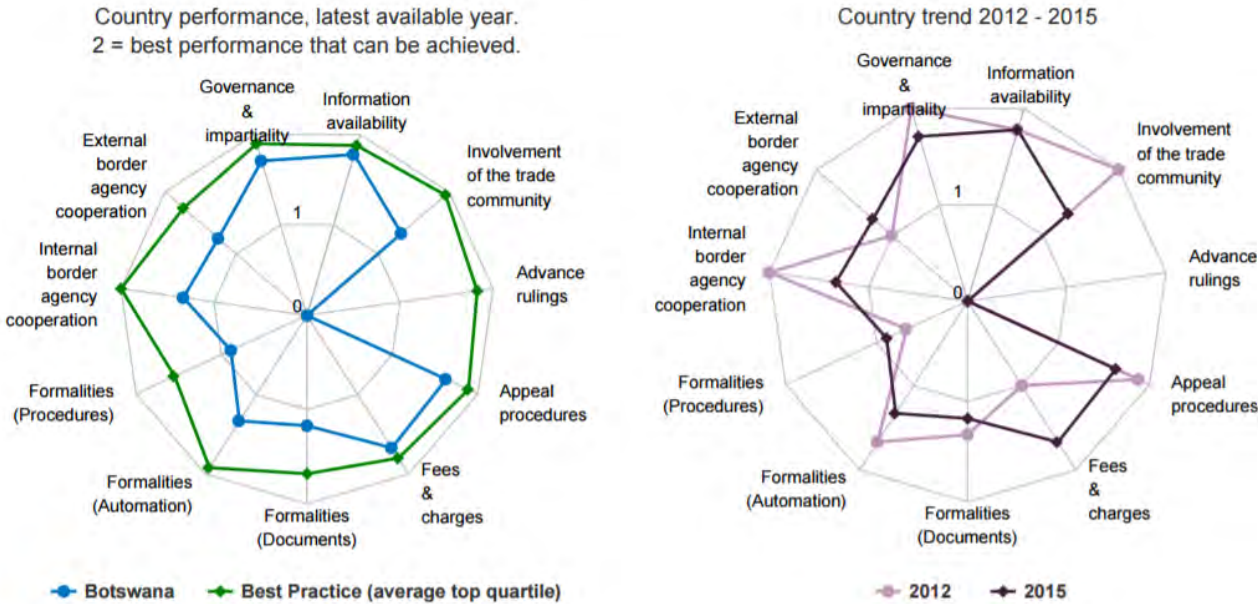 Country performance, latest available year.
2 = best performance that can be achieved.
Governance
&
impartiality
Information
availability
Involvement
of the trade
community
Advance
rulings
Appeal
procedures
Fees
&
charges
Formalities
(Documents)
Formalities
(Automation)
Formalities
(Procedures)
Internal
border
agency
cooperation
External
border
agency
cooperation
1
0
Botswana
Best Practice (average top quartile)
Country trend 2012 - 2015
Governance
&
impartiality
Information
availability
Involvement
of the trade
community
Advance
rulings
Appeal
procedures
Fees
&
charges
Formalities
(Documents)
Formalities
(Automation)
Formalities
(Procedures)
Internal
border
agency
cooperation
External
border
agency
cooperation
1
0
2012
2015